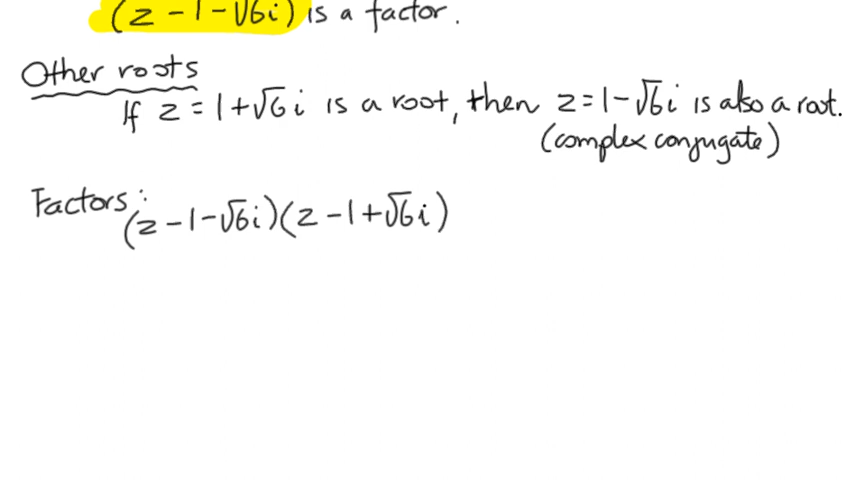 (z - 1 - √6i) is a factor.
Other roots
If z = 1 + √6 i is a root, then z = 1 - √6i is also a root.
(complex conjugate)
Factors:
(z - 1 - √6i)(z - 1 + √6i)